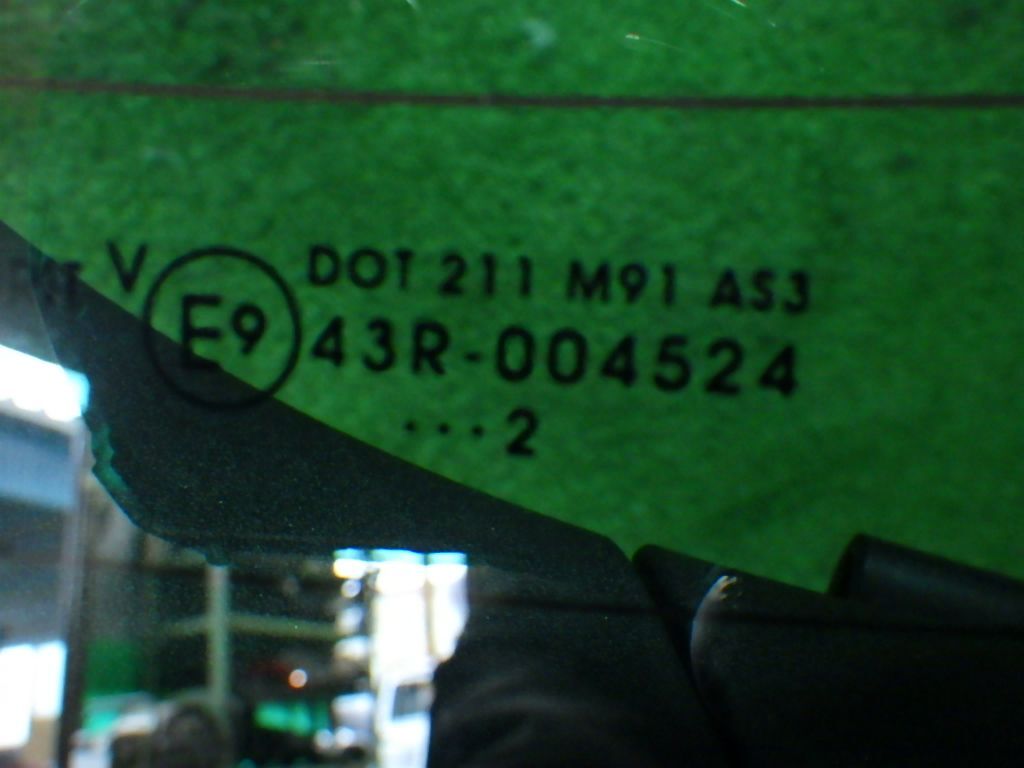 V E9 DOT 211 M91 AS3
43R-004524
...2